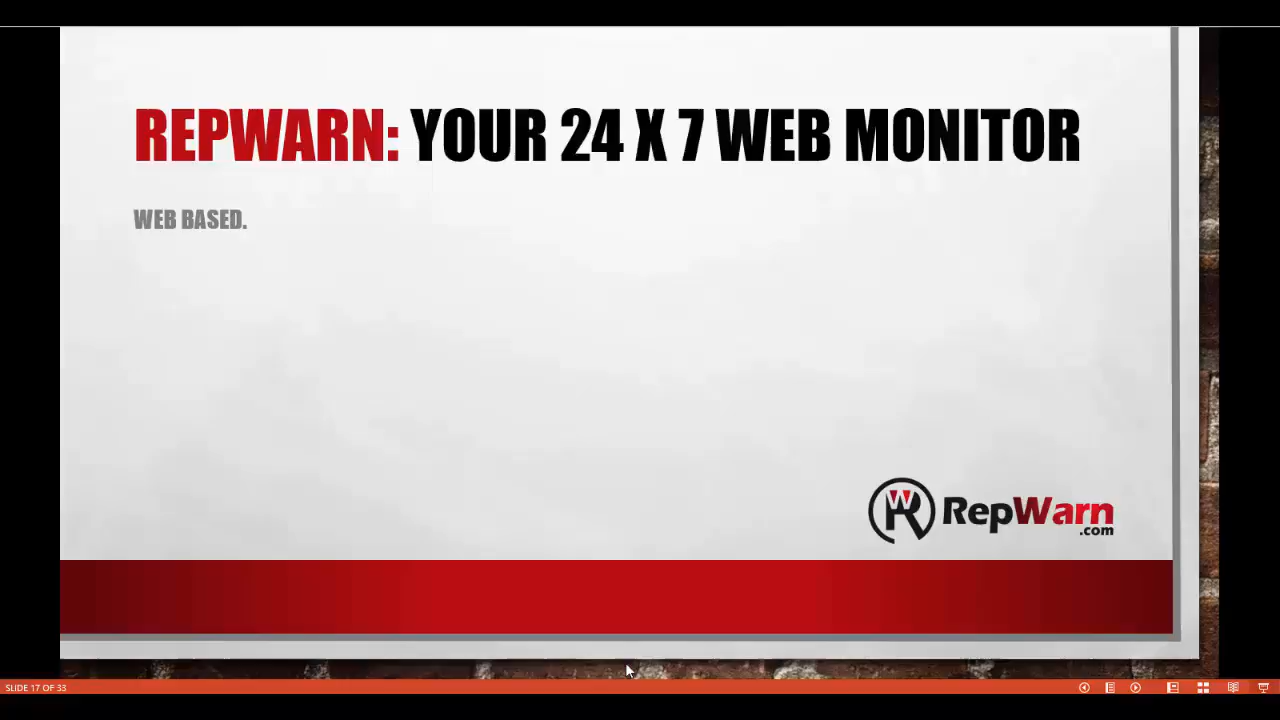 REPWARN: YOUR 24 X 7 WEB MONITOR
WEB BASED.
RepWarn
.com
SLIDE 17 OF 33